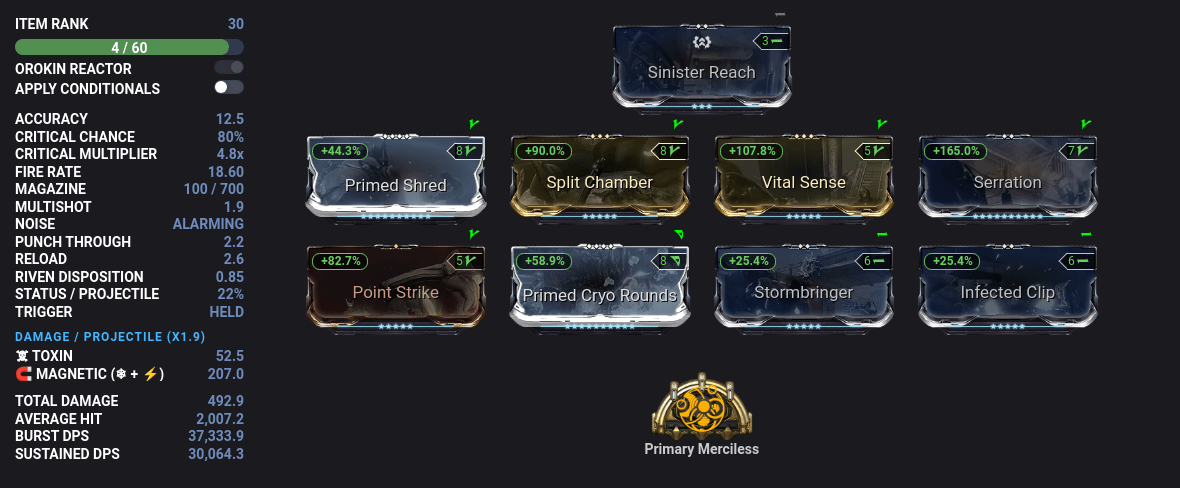 ITEM RANK 30
4 / 60
OROKIN REACTOR
APPLY CONDITIONALS
ACCURACY 12.5
CRITICAL CHANCE 80%
CRITICAL MULTIPLIER 4.8x
FIRE RATE 18.60
MAGAZINE 100 / 700
MULTISHOT 1.9
NOISE ALARMING
PUNCH THROUGH 2.2
RELOAD 2.6
RIVEN DISPOSITION 0.85
STATUS / PROJECTILE 22%
TRIGGER HELD
DAMAGE / PROJECTILE (X1.9)
TOXIN 52.5
MAGNETIC (❄ + ⚡) 207.0
TOTAL DAMAGE 492.9
AVERAGE HIT 2,007.2
BURST DPS 37,333.9
SUSTAINED DPS 30,064.3
3
Sinister Reach
+44.3% 8
Primed Shred
+90.0% 8
Split Chamber
+107.8% 5
Vital Sense
+165.0% 7
Serration
+82.7% 5
Point Strike
+58.9% 8
Primed Cryo Rounds
+25.4% 6
Stormbringer
+25.4% 6
Infected Clip
Primary Merciless